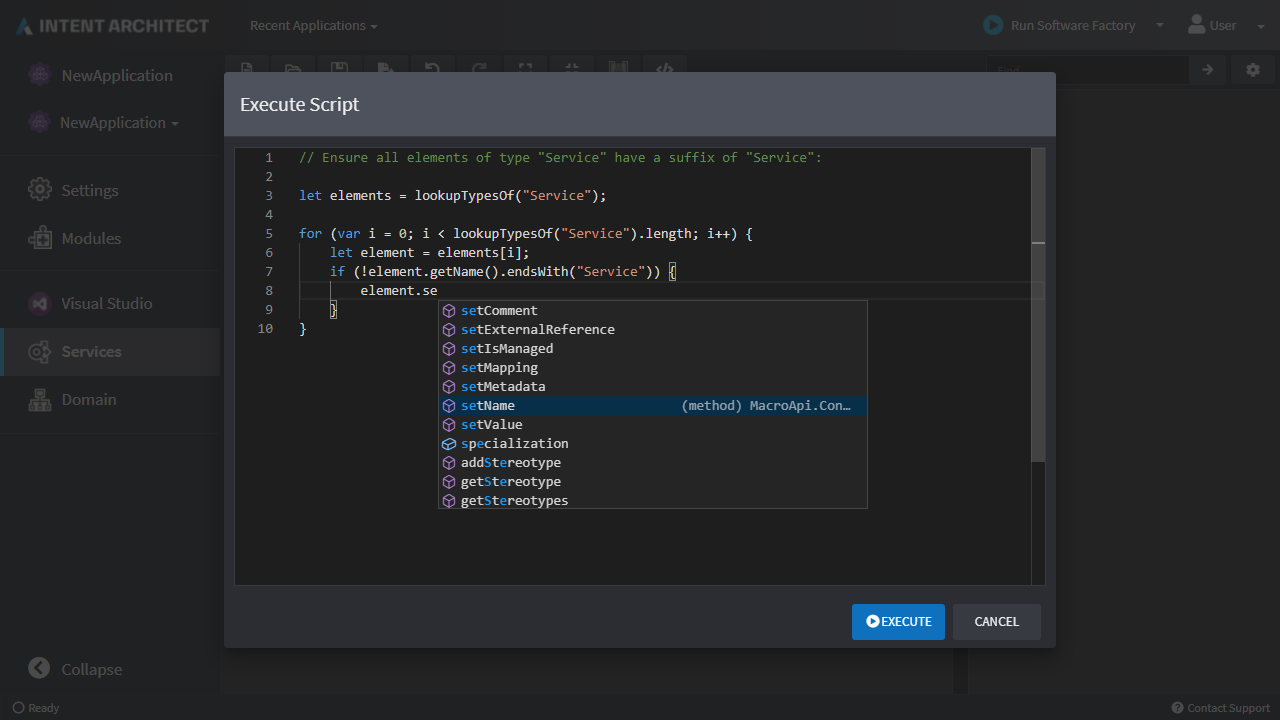 INTENT ARCHITECT
Recent Applications
Run Software Factory
User
NewApplication
NewApplication
Settings
Modules
Visual Studio
Services
Domain
Collapse
Find...
Execute Script
1 // Ensure all elements of type "Service" have a suffix of "Service":
2
3 let elements = lookupTypesOf("Service");
4
5 for (var i = 0; i < lookupTypesOf("Service").length; i++) {
6 let element = elements[i];
7 if (!element.getName().endsWith("Service")) {
8 element.se
9 }
10 }
setComment
setExternalReference
setIsManaged
setMapping
setMetadata
setName (method) MacroApi.Con…
setValue
specialization
addStereotype
getStereotype
getStereotypes
EXECUTE
CANCEL
Ready
Contact Support